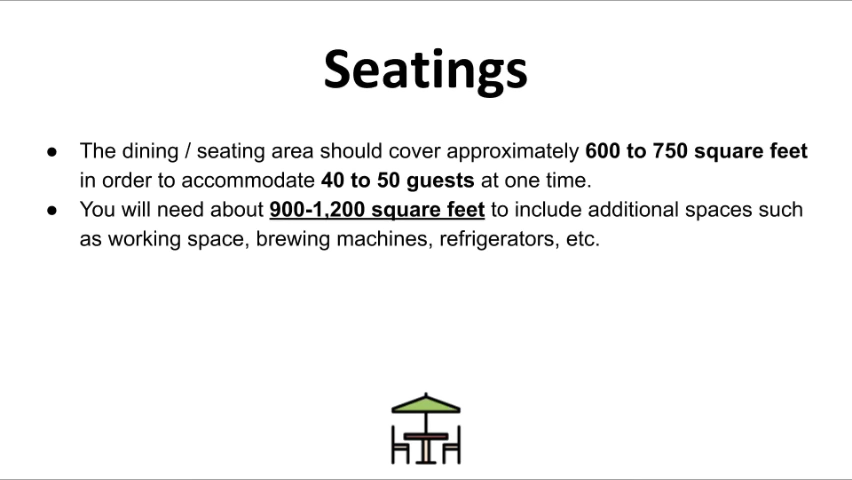 Seatings
● The dining / seating area should cover approximately 600 to 750 square feet
in order to accommodate 40 to 50 guests at one time.
● You will need about 900-1,200 square feet to include additional spaces such
as working space, brewing machines, refrigerators, etc.